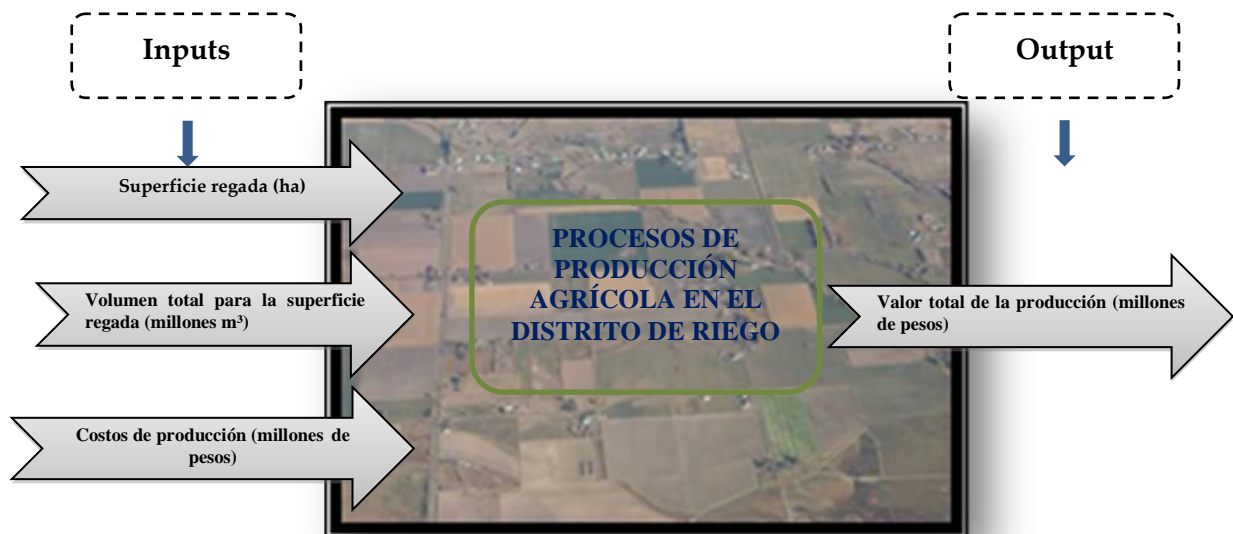 Inputs
Output
Superficie regada (ha)
Volumen total para la superficie
regada (millones m³)
Costos de producción (millones de
pesos)
PROCESOS DE
PRODUCCIÓN
AGRÍCOLA EN EL
DISTRITO DE RIEGO
Valor total de la producción (millones
de pesos)